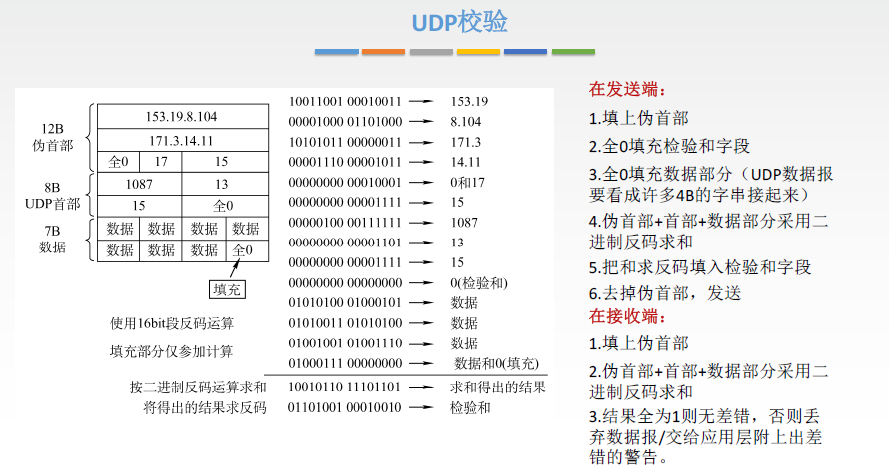 UDP校验
12B
伪首部
153.19.8.104
171.3.14.11
全0 17 15
8B
UDP首部
1087 13
15 全0
7B
数据
数据 数据 数据 数据
数据 数据 数据 全0
填充
使用16bit段反码运算
填充部分仅参加计算
10011001 00010011 153.19
00001000 01101000 8.104
10101011 00000011 171.3
00001110 00001011 14.11
00000000 00010001 0和17
00000000 00001111 15
00000100 00111111 1087
00000000 00001101 13
00000000 00001111 15
00000000 00000000 0(检验和)
01010100 01000101 数据
01010011 01010100 数据
01001001 01001110 数据
01000111 00000000 数据和0(填充)
按二进制反码运算求和 10010110 11101101 求和得出的结果
将得出的结果求反码 01101001 00010010 检验和
在发送端：
1.填上伪首部
2.全0填充检验和字段
3.全0填充数据部分（UDP数据报
要看成许多4B的字串接起来）
4.伪首部+首部+数据部分采用二
进制反码求和
5.把和求反码填入检验和字段
6.去掉伪首部，发送
在接收端：
1.填上伪首部
2.伪首部+首部+数据部分采用二
进制反码求和
3.结果全为1则无差错，否则丢
弃数据报/交给应用层附上出差
错的警告。